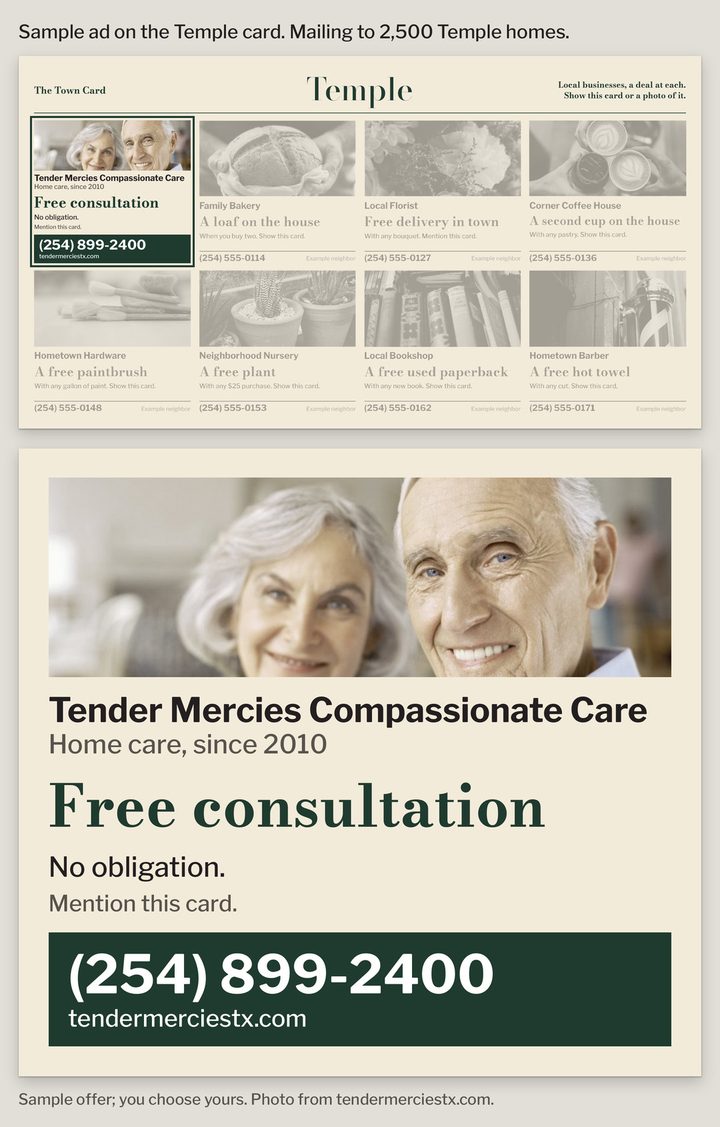 Sample ad on the Temple card. Mailing to 2,500 Temple homes.
The Town Card
Temple
Local businesses, a deal at each.
Show this card or a photo of it.
Tender Mercies Compassionate Care
Home care, since 2010
Free consultation
No obligation.
Mention this card.
(254) 899-2400
tendermerciestx.com
Family Bakery
A loaf on the house
When you buy two. Show this card.
(254) 555-0114
Example neighbor
Local Florist
Free delivery in town
With any bouquet. Mention this card.
(254) 555-0127
Example neighbor
Corner Coffee House
A second cup on the house
With any pastry. Show this card.
(254) 555-0136
Example neighbor
Hometown Hardware
A free paintbrush
With any gallon of paint. Show this card.
(254) 555-0148
Example neighbor
Neighborhood Nursery
A free plant
With any $25 purchase. Show this card.
(254) 555-0153
Example neighbor
Local Bookshop
A free used paperback
With any new book. Show this card.
(254) 555-0162
Example neighbor
Hometown Barber
A free hot towel
With any cut. Show this card.
(254) 555-0171
Example neighbor
Tender Mercies Compassionate Care
Home care, since 2010
Free consultation
No obligation.
Mention this card.
(254) 899-2400
tendermerciestx.com
Sample offer; you choose yours. Photo from tendermerciestx.com.